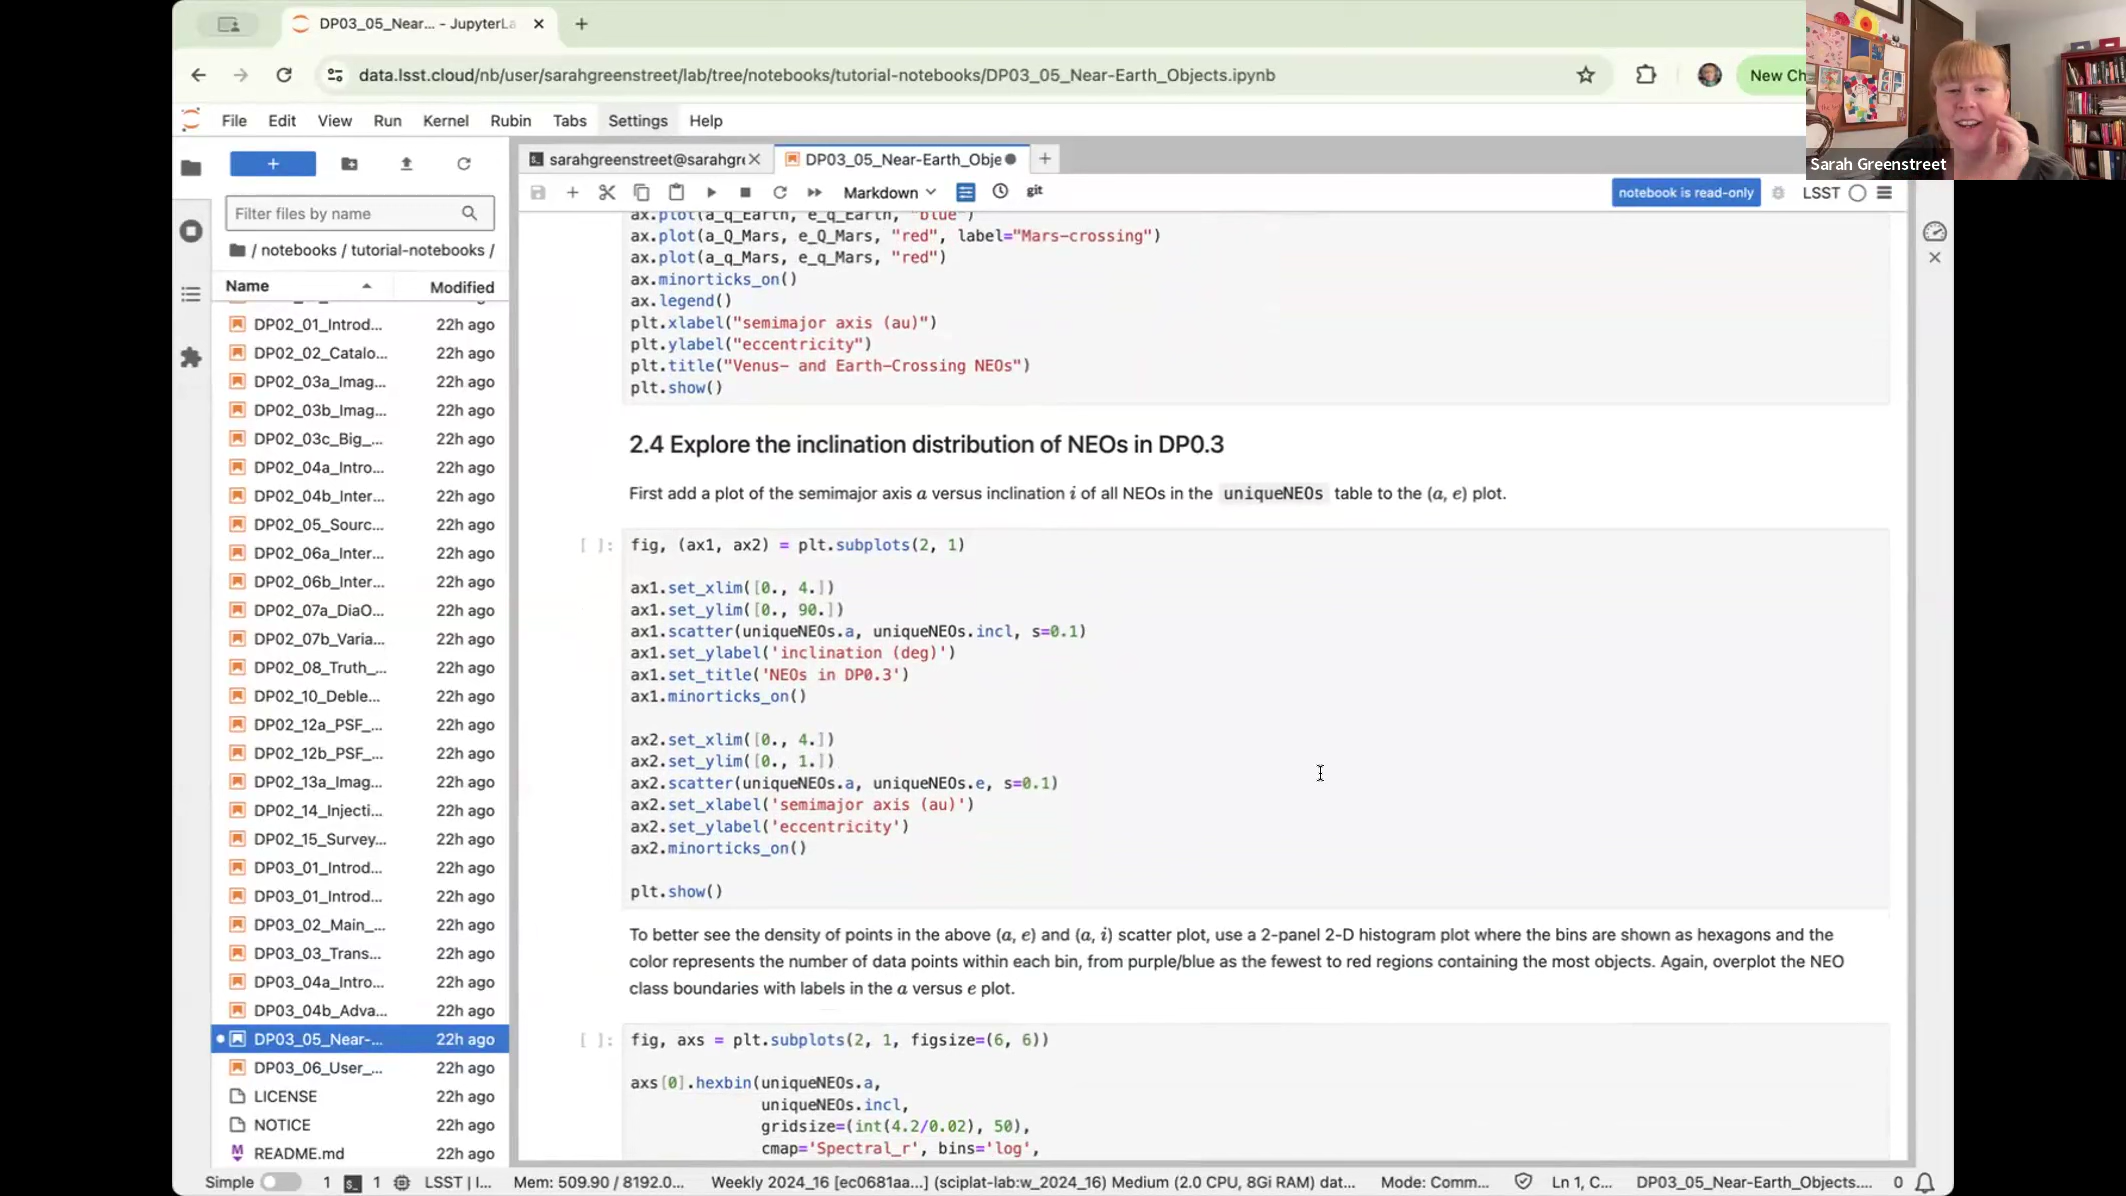 DP03_05_Near... - JupyterLa
data.lsst.cloud/nb/user/sarahgreenstreet/lab/tree/notebooks/tutorial-notebooks/DP03_05_Near-Earth_Objects.ipynb
New Ch
Sarah Greenstreet
File Edit View Run Kernel Rubin Tabs Settings Help
sarahgreenstreet@sarahgr
DP03_05_Near-Earth_Obje
Markdown
git
notebook is read-only
LSST
Filter files by name
/ notebooks / tutorial-notebooks /
Name Modified
DP02_01_Introd... 22h ago
DP02_02_Catalo... 22h ago
DP02_03a_Imag... 22h ago
DP02_03b_Imag... 22h ago
DP02_03c_Big_... 22h ago
DP02_04a_Intro... 22h ago
DP02_04b_Inter... 22h ago
DP02_05_Sourc... 22h ago
DP02_06a_Inter... 22h ago
DP02_06b_Inter... 22h ago
DP02_07a_DiaO... 22h ago
DP02_07b_Varia... 22h ago
DP02_08_Truth_... 22h ago
DP02_10_Deble... 22h ago
DP02_12a_PSF_... 22h ago
DP02_12b_PSF_... 22h ago
DP02_13a_Imag... 22h ago
DP02_14_Injecti... 22h ago
DP02_15_Survey... 22h ago
DP03_01_Introd... 22h ago
DP03_01_Introd... 22h ago
DP03_02_Main_... 22h ago
DP03_03_Trans... 22h ago
DP03_04a_Intro... 22h ago
DP03_04b_Adva... 22h ago
DP03_05_Near-... 22h ago
DP03_06_User_... 22h ago
LICENSE 22h ago
NOTICE 22h ago
README.md 22h ago
ax.plot(a_q_Earth, e_q_Earth, "blue")
ax.plot(a_Q_Mars, e_Q_Mars, "red", label="Mars-crossing")
ax.plot(a_q_Mars, e_q_Mars, "red")
ax.minorticks_on()
ax.legend()
plt.xlabel("semimajor axis (au)")
plt.ylabel("eccentricity")
plt.title("Venus- and Earth-Crossing NEOs")
plt.show()
2.4 Explore the inclination distribution of NEOs in DP0.3
First add a plot of the semimajor axis a versus inclination i of all NEOs in the uniqueNEOs table to the (a, e) plot.
[ ]: fig, (ax1, ax2) = plt.subplots(2, 1)
ax1.set_xlim([0., 4.])
ax1.set_ylim([0., 90.])
ax1.scatter(uniqueNEOs.a, uniqueNEOs.incl, s=0.1)
ax1.set_ylabel('inclination (deg)')
ax1.set_title('NEOs in DP0.3')
ax1.minorticks_on()
ax2.set_xlim([0., 4.])
ax2.set_ylim([0., 1.])
ax2.scatter(uniqueNEOs.a, uniqueNEOs.e, s=0.1)
ax2.set_xlabel('semimajor axis (au)')
ax2.set_ylabel('eccentricity')
ax2.minorticks_on()
plt.show()
To better see the density of points in the above (a, e) and (a, i) scatter plot, use a 2-panel 2-D histogram plot where the bins are shown as hexagons and the
color represents the number of data points within each bin, from purple/blue as the fewest to red regions containing the most objects. Again, overplot the NEO
class boundaries with labels in the a versus e plot.
[ ]: fig, axs = plt.subplots(2, 1, figsize=(6, 6))
axs[0].hexbin(uniqueNEOs.a,
uniqueNEOs.incl,
gridsize=(int(4.2/0.02), 50),
cmap='Spectral_r', bins='log',
Simple 1 1 LSST | I... Mem: 509.90 / 8192.0... Weekly 2024_16 [ec0681aa...] (sciplat-lab:w_2024_16) Medium (2.0 CPU, 8Gi RAM) dat... Mode: Comm... Ln 1, C... DP03_05_Near-Earth_Objects.... 0